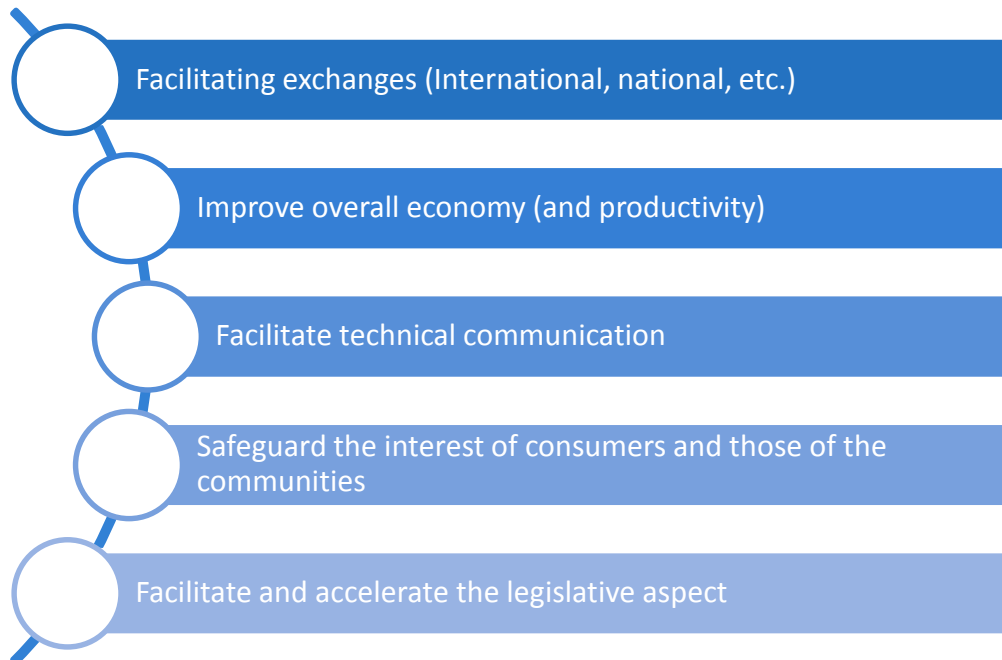 Facilitating exchanges (International, national, etc.)
Improve overall economy (and productivity)
Facilitate technical communication
Safeguard the interest of consumers and those of the
communities
Facilitate and accelerate the legislative aspect